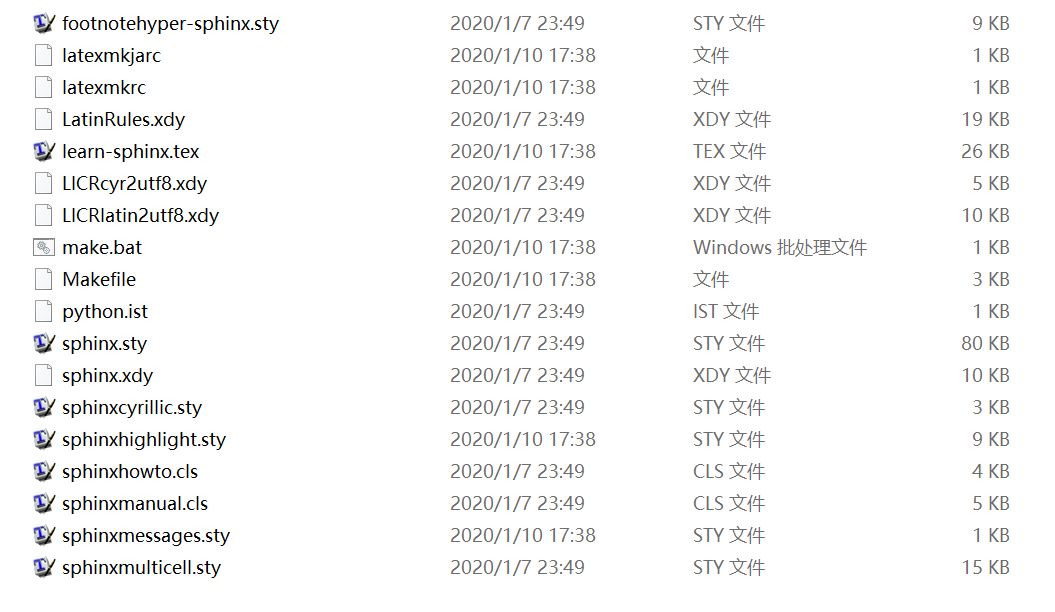 footnotehyper-sphinx.sty 2020/1/7 23:49 STY 文件 9 KB
latexmkjarc 2020/1/10 17:38 文件 1 KB
latexmkrc 2020/1/10 17:38 文件 1 KB
LatinRules.xdy 2020/1/7 23:49 XDY 文件 19 KB
learn-sphinx.tex 2020/1/10 17:38 TEX 文件 26 KB
LICRcyr2utf8.xdy 2020/1/7 23:49 XDY 文件 5 KB
LICRlatin2utf8.xdy 2020/1/7 23:49 XDY 文件 10 KB
make.bat 2020/1/10 17:38 Windows 批处理文件 1 KB
Makefile 2020/1/10 17:38 文件 3 KB
python.ist 2020/1/7 23:49 IST 文件 1 KB
sphinx.sty 2020/1/7 23:49 STY 文件 80 KB
sphinx.xdy 2020/1/7 23:49 XDY 文件 10 KB
sphinxcyrillic.sty 2020/1/7 23:49 STY 文件 3 KB
sphinxhighlight.sty 2020/1/10 17:38 STY 文件 9 KB
sphinxhowto.cls 2020/1/7 23:49 CLS 文件 4 KB
sphinxmanual.cls 2020/1/7 23:49 CLS 文件 5 KB
sphinxmessages.sty 2020/1/10 17:38 STY 文件 1 KB
sphinxmulticell.sty 2020/1/7 23:49 STY 文件 15 KB